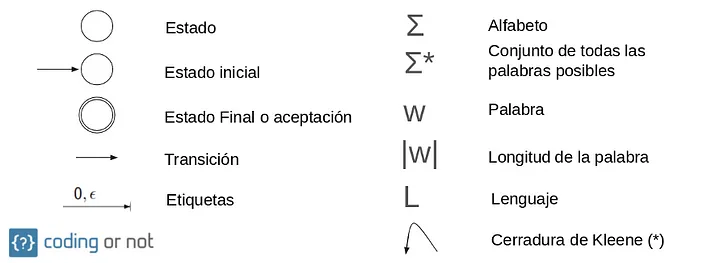 Estado
Estado inicial
Estado Final o aceptación
Transición
0, ϵ
Etiquetas
{?} coding or not
Σ Alfabeto
Σ* Conjunto de todas las
palabras posibles
w Palabra
|w| Longitud de la palabra
L Lenguaje
Cerradura de Kleene (*)